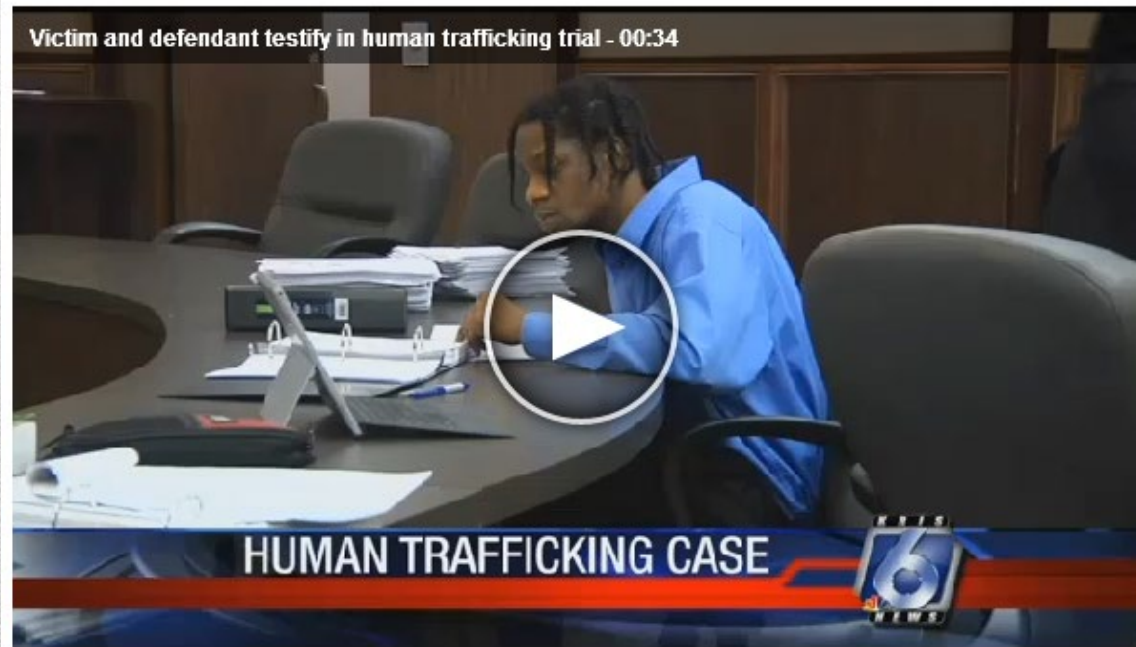 Victim and defendant testify in human trafficking trial - 00:34
HUMAN TRAFFICKING CASE
KRIS
6
NEWS